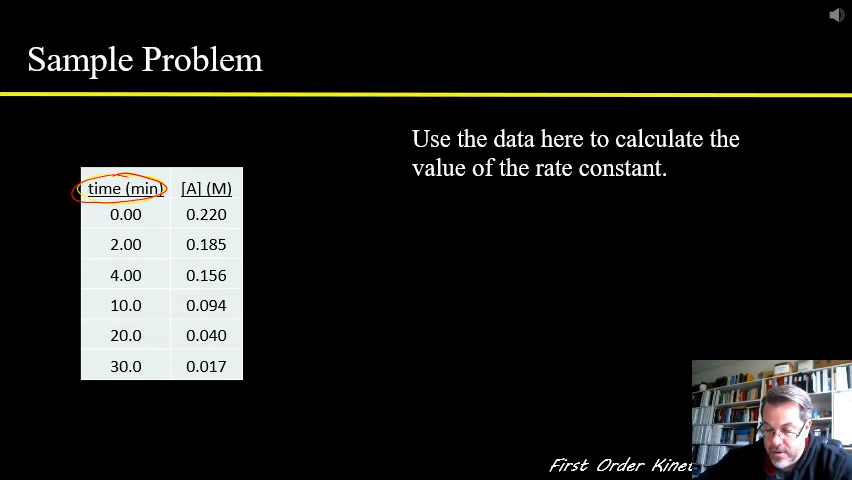 Sample Problem
Use the data here to calculate the
value of the rate constant.
time (min) [A] (M)
0.00 0.220
2.00 0.185
4.00 0.156
10.0 0.094
20.0 0.040
30.0 0.017
First Order